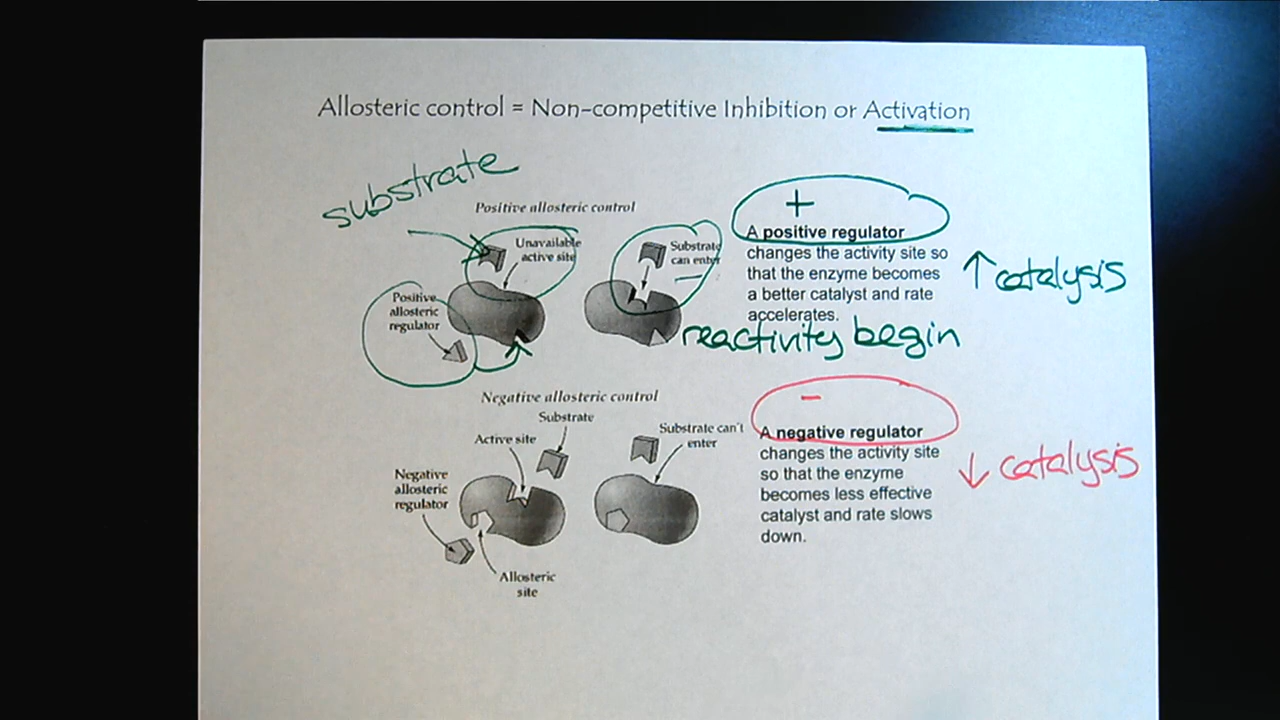 Allosteric control = Non-competitive Inhibition or Activation
substrate
Positive allosteric control
Unavailable
active site
Substrate
can enter
Positive
allosteric
regulator
+
A positive regulator
changes the activity site so
that the enzyme becomes
a better catalyst and rate
accelerates.
↑ catalysis
reactivity begin
Negative allosteric control
Substrate
Active site
Substrate can't
enter
Negative
allosteric
regulator
Allosteric
site
−
A negative regulator
changes the activity site
so that the enzyme
becomes less effective
catalyst and rate slows
down.
↓ catalysis